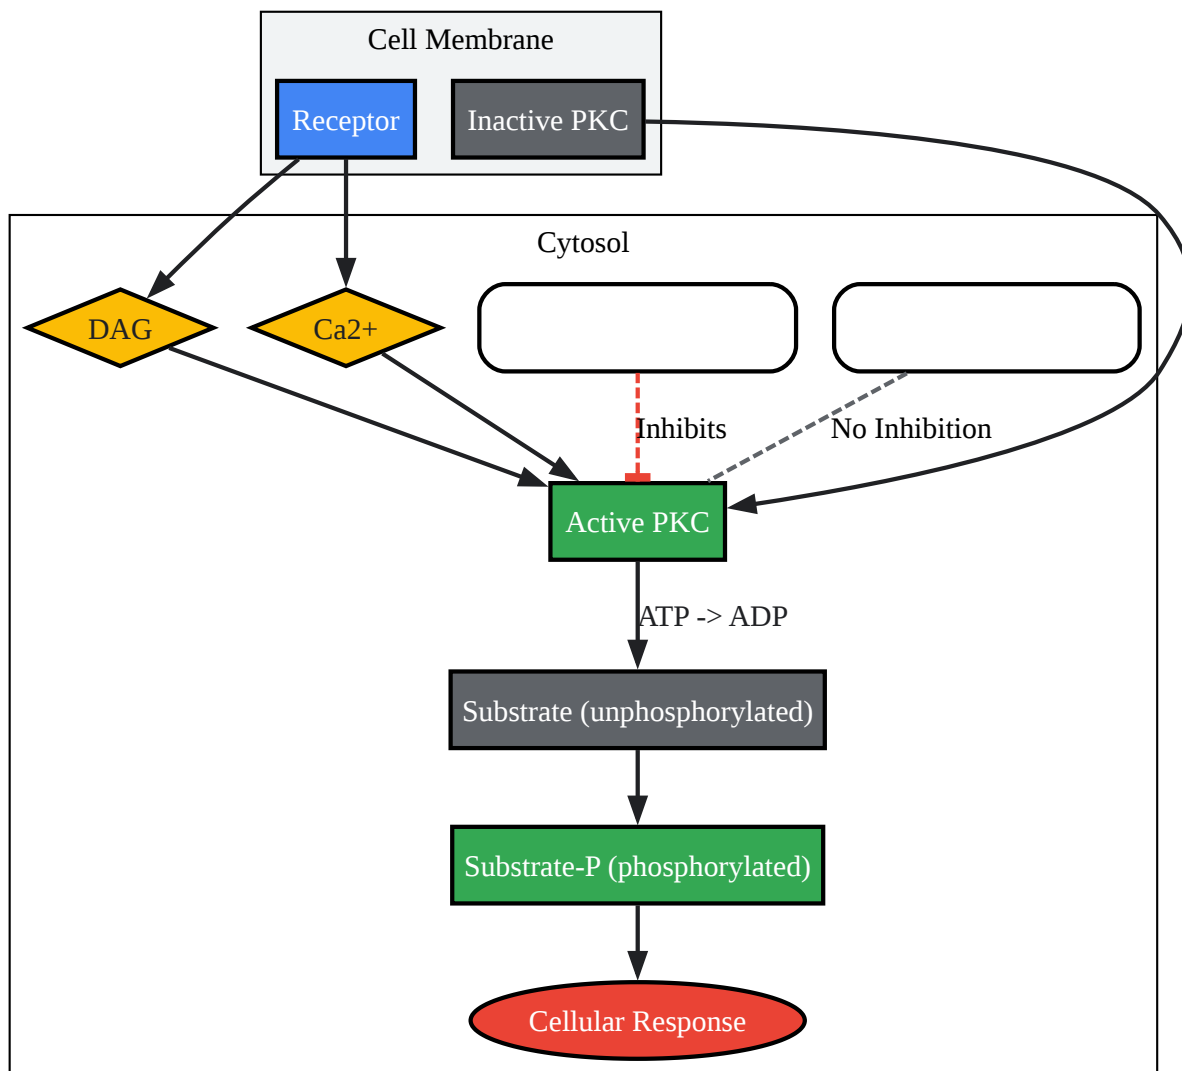 Cell Membrane
Receptor
Inactive PKC
Cytosol
DAG
Ca2+
Inhibits
No Inhibition
Active PKC
ATP -> ADP
Substrate (unphosphorylated)
Substrate-P (phosphorylated)
Cellular Response